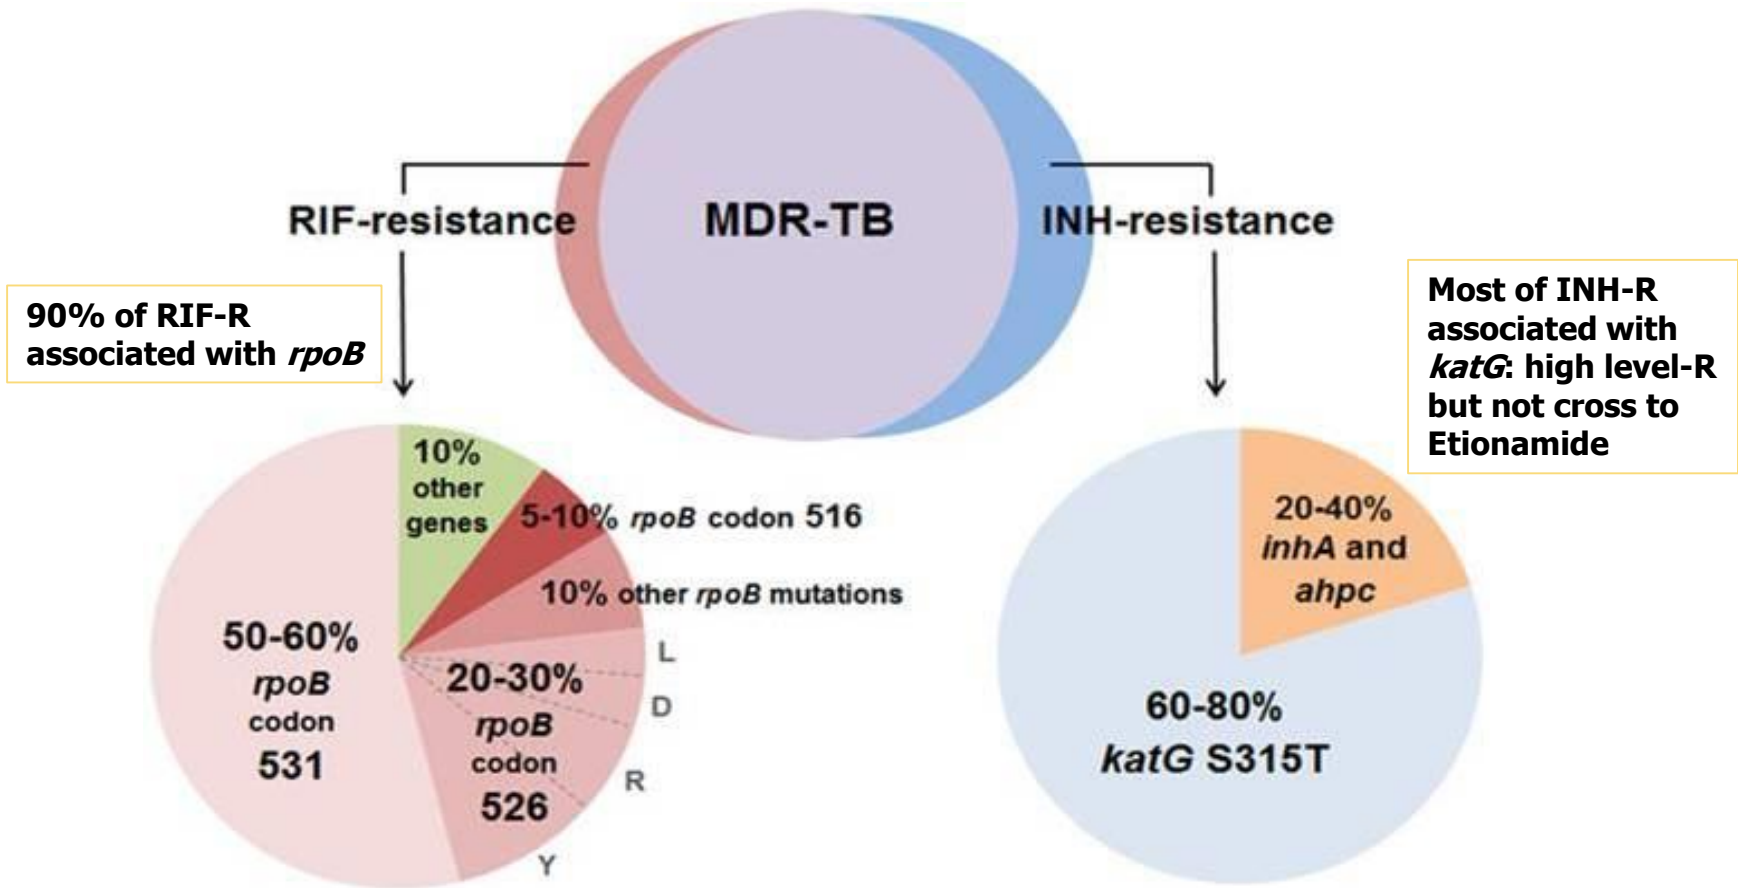 MDR-TB
RIF-resistance
INH-resistance
90% of RIF-R
associated with rpoB
Most of INH-R
associated with
katG: high level-R
but not cross to
Etionamide
10%
other
genes
5-10% rpoB codon 516
10% other rpoB mutations
50-60%
rpoB
codon
531
20-30%
rpoB
codon
526
L
D
R
Y
20-40%
inhA and
ahpc
60-80%
katG S315T